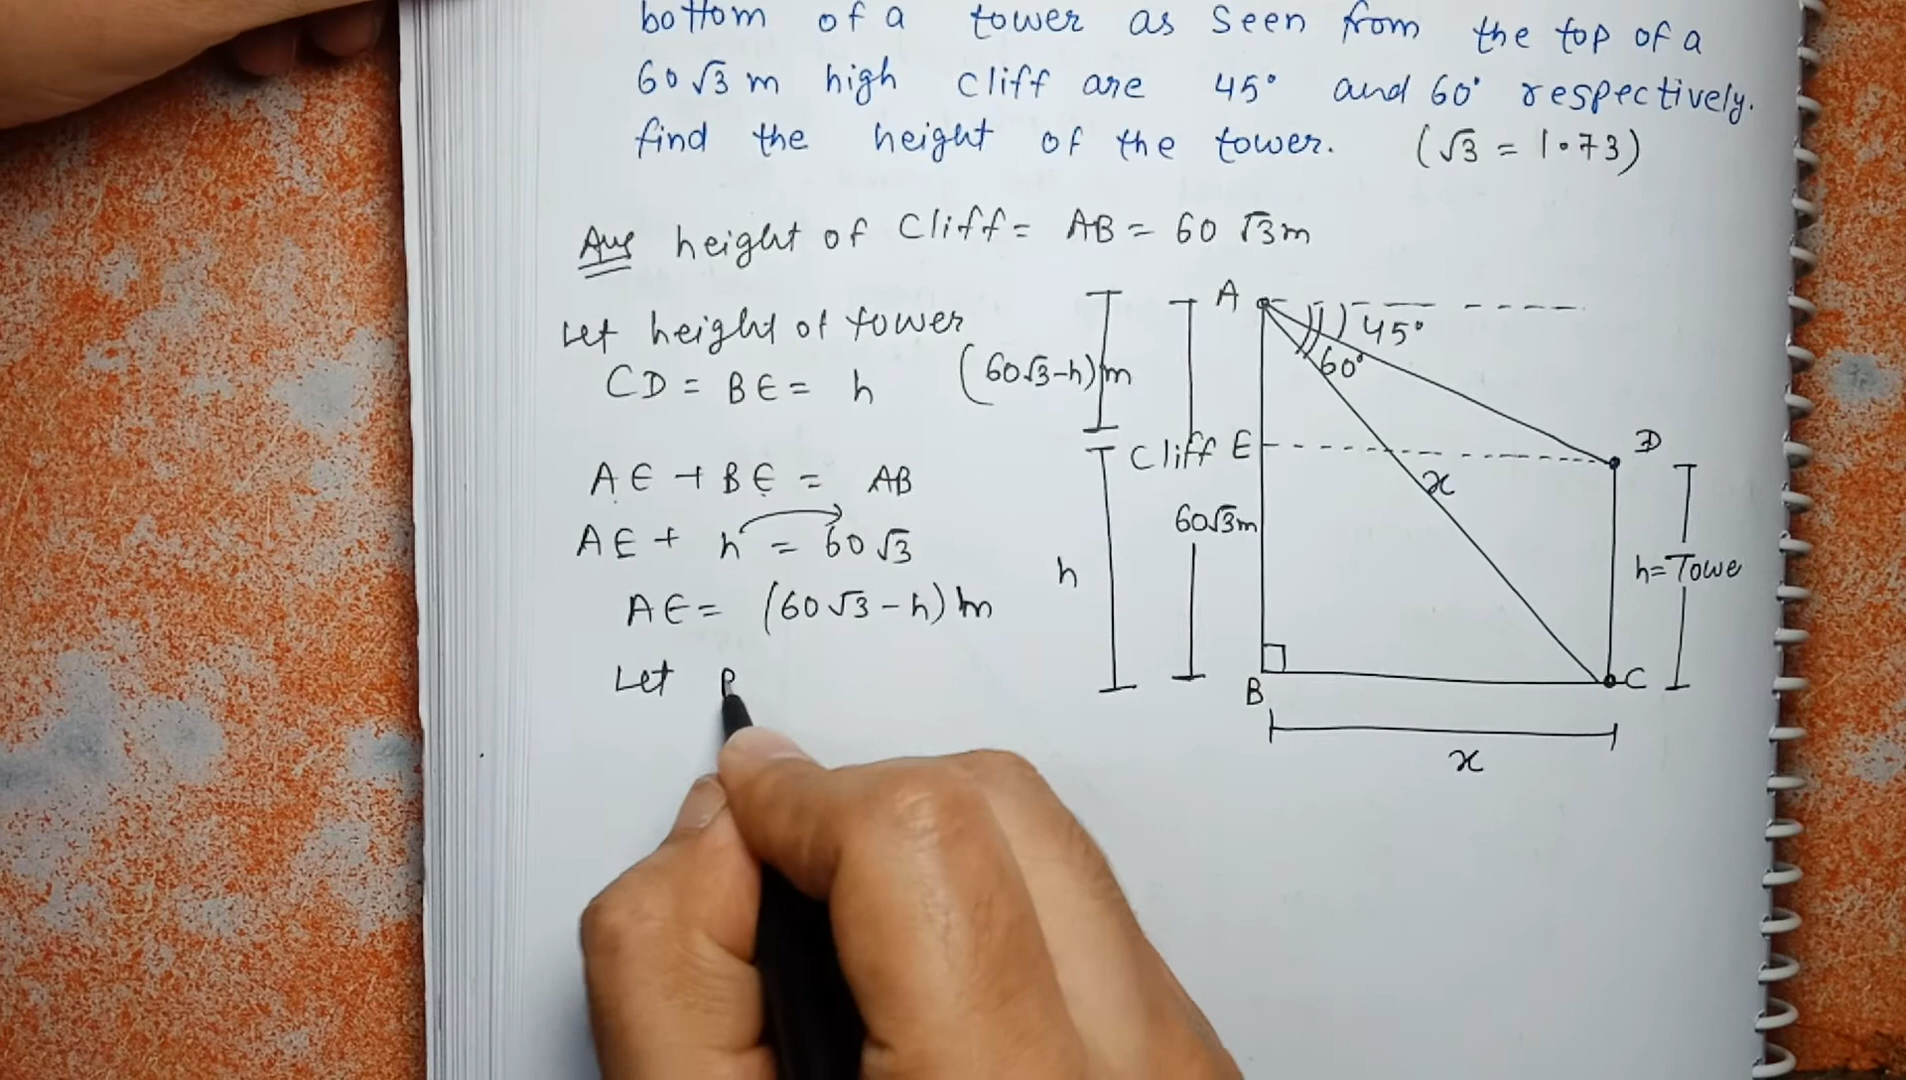 bottom of a tower as seen from the top of a
60√3 m high cliff are 45° and 60° respectively.
find the height of the tower. (√3 = 1.73)
Ans height of Cliff = AB = 60 √3m
Let height of tower
CD = BE = h
AE + BE = AB
AE + h = 60√3
AE = (60√3 - h) m
Let
(60√3-h) m
A
45°
60°
Cliff E
D
x
60√3m
h
h=Towe
B
C
x